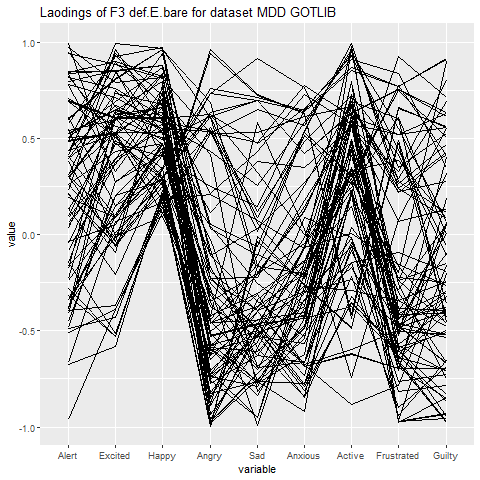 Laodings of F3 def.E.bare for dataset MDD GOTLIB
1.0
0.5
0.0
-0.5
-1.0
value
Alert Excited Happy Angry Sad Anxious Active Frustrated Guilty
variable